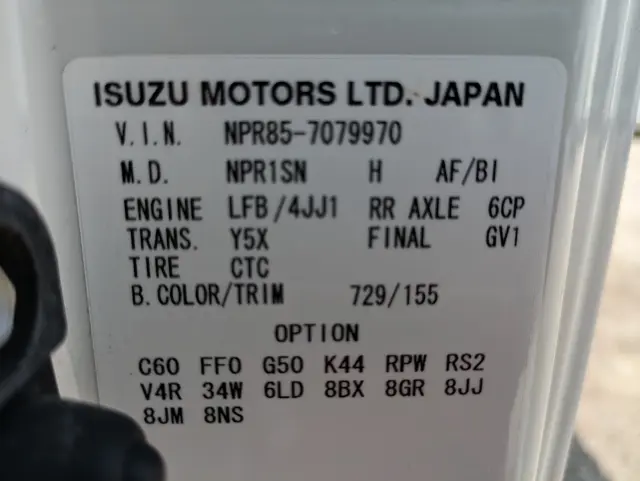 ISUZU MOTORS LTD. JAPAN
V.I.N. NPR85-7079970
M.D. NPR1SN H AF/BI
ENGINE LFB/4JJ1 RR AXLE 6CP
TRANS. Y5X FINAL GV1
TIRE CTC
B.COLOR/TRIM 729/155
OPTION
C60 FF0 G50 K44 RPW RS2
V4R 34W 6LD 8BX 8GR 8JJ
8JM 8NS